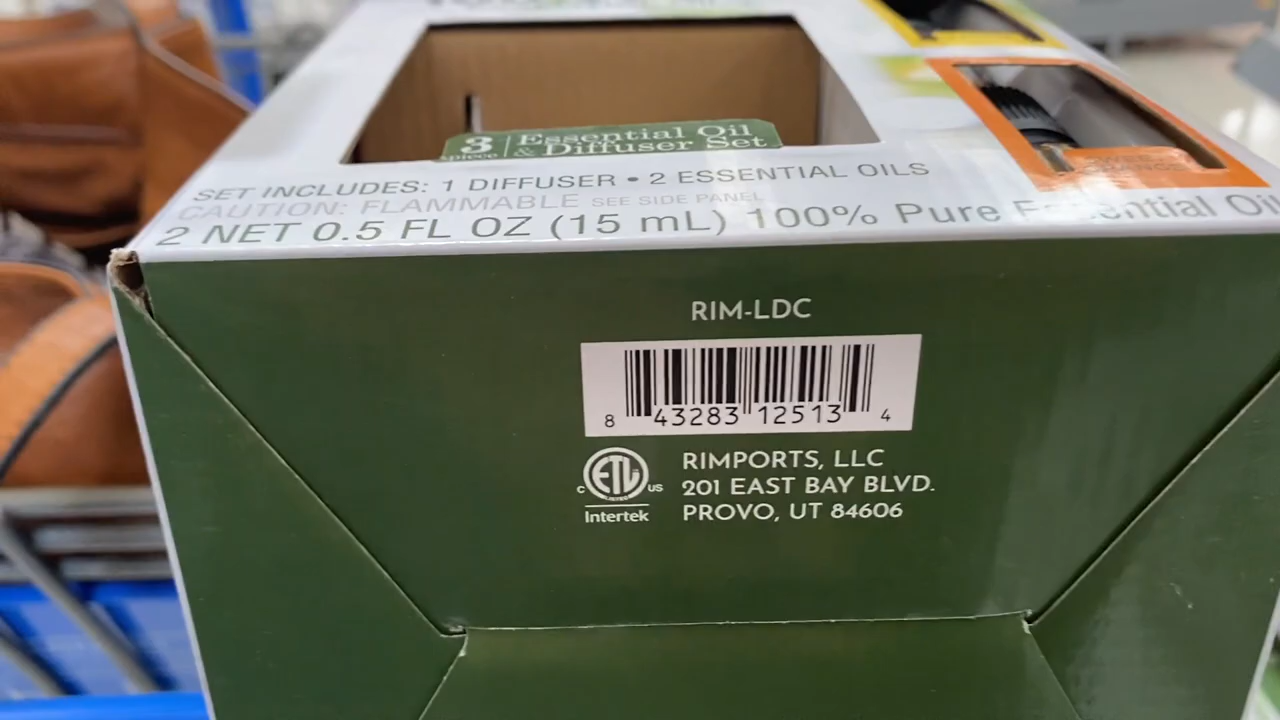 3 piece | Essential Oil & Diffuser Set
SET INCLUDES: 1 DIFFUSER • 2 ESSENTIAL OILS
CAUTION: FLAMMABLE SEE SIDE PANEL
2 NET 0.5 FL OZ (15 mL) 100% Pure Essential Oil
RIM-LDC
8 43283 12513 4
ETL
LISTED
C US
Intertek
RIMPORTS, LLC
201 EAST BAY BLVD.
PROVO, UT 84606